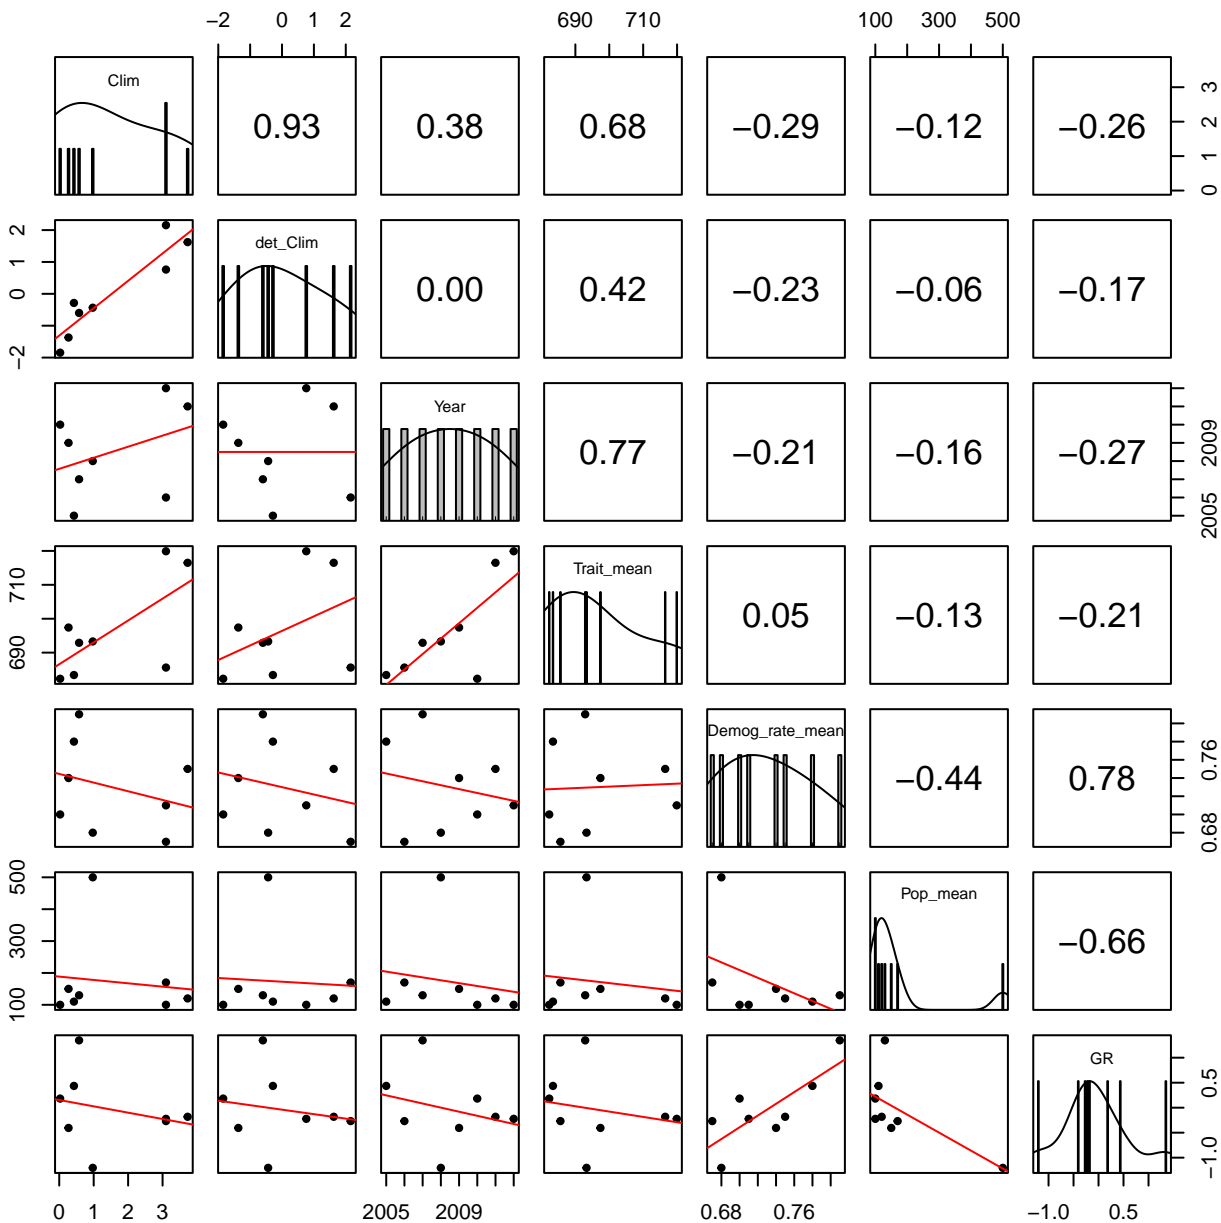 −2 0 1 2 690 710 100 300 500
Clim 0.93 0.38 0.68 −0.29 −0.12 −0.26 0 1 2 3
−2 0 1 2 det_Clim 0.00 0.42 −0.23 −0.06 −0.17
Year 0.77 −0.21 −0.16 −0.27 2005 2009
690 710 Trait_mean 0.05 −0.13 −0.21
Demog_rate_mean −0.44 0.78 0.68 0.76
100 300 500 Pop_mean −0.66
GR −1.0 0.5
0 1 2 3 2005 2009 0.68 0.76 −1.0 0.5